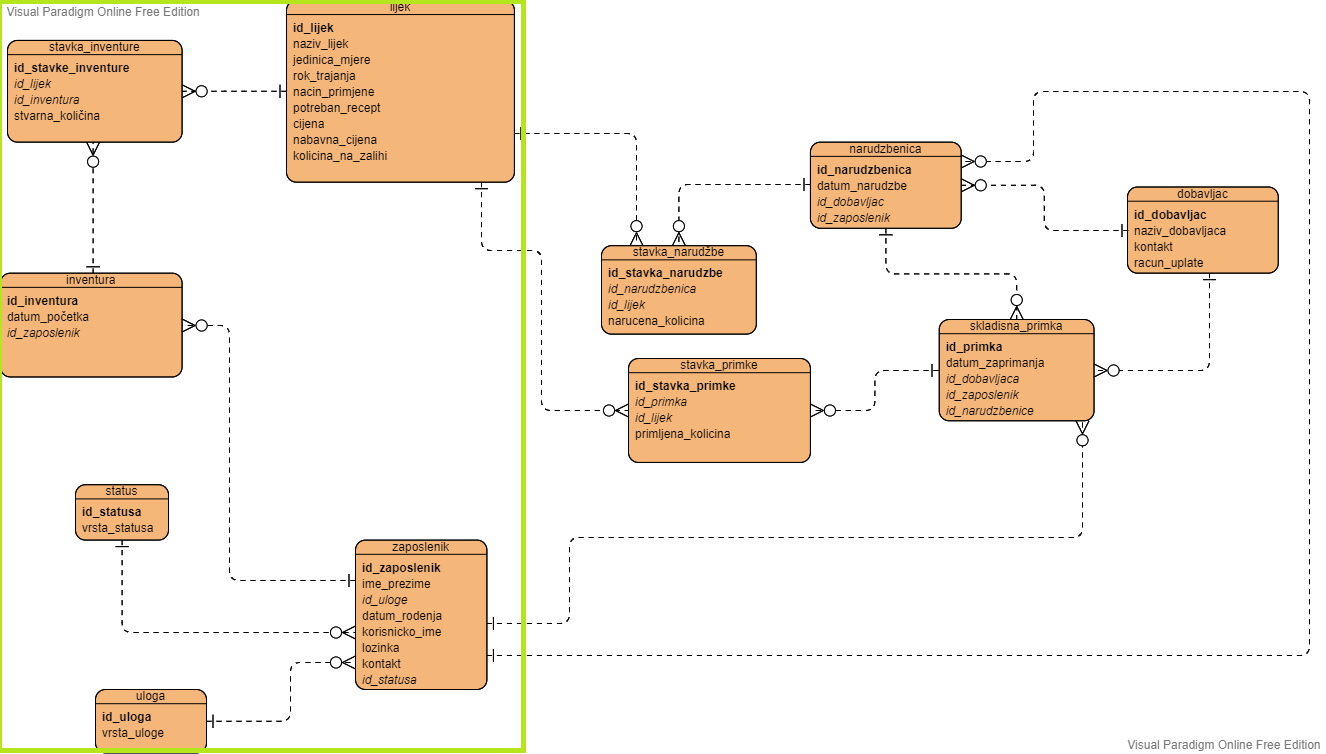 Visual Paradigm Online Free Edition
stavka_inventure
id_stavke_inventure
id_lijek
id_inventura
stvarna_količina
lijek
id_lijek
naziv_lijek
jedinica_mjere
rok_trajanja
nacin_primjene
potreban_recept
cijena
nabavna_cijena
kolicina_na_zalihi
narudzbenica
id_narudzbenica
datum_narudzbe
id_dobavljac
id_zaposlenik
dobavljac
id_dobavljac
naziv_dobavljaca
kontakt
racun_uplate
stavka_narudžbe
id_stavka_narudzbe
id_narudzbenica
id_lijek
narucena_kolicina
inventura
id_inventura
datum_početka
id_zaposlenik
skladisna_primka
id_primka
datum_zaprimanja
id_dobavljaca
id_zaposlenik
id_narudzbenice
stavka_primke
id_stavka_primke
id_primka
id_lijek
primljena_kolicina
status
id_statusa
vrsta_statusa
zaposlenik
id_zaposlenik
ime_prezime
id_uloge
datum_rodenja
korisnicko_ime
lozinka
kontakt
id_statusa
uloga
id_uloga
vrsta_uloge
Visual Paradigm Online Free Edition